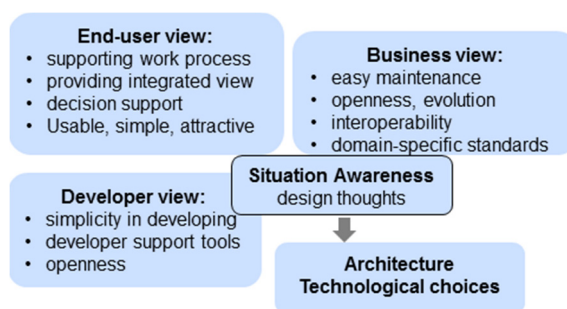 End-user view:
• supporting work process
• providing integrated view
• decision support
• Usable, simple, attractive
Business view:
• easy maintenance
• openness, evolution
• interoperability
• domain-specific standards
Situation Awareness
design thoughts
Developer view:
• simplicity in developing
• developer support tools
• openness
Architecture
Technological choices